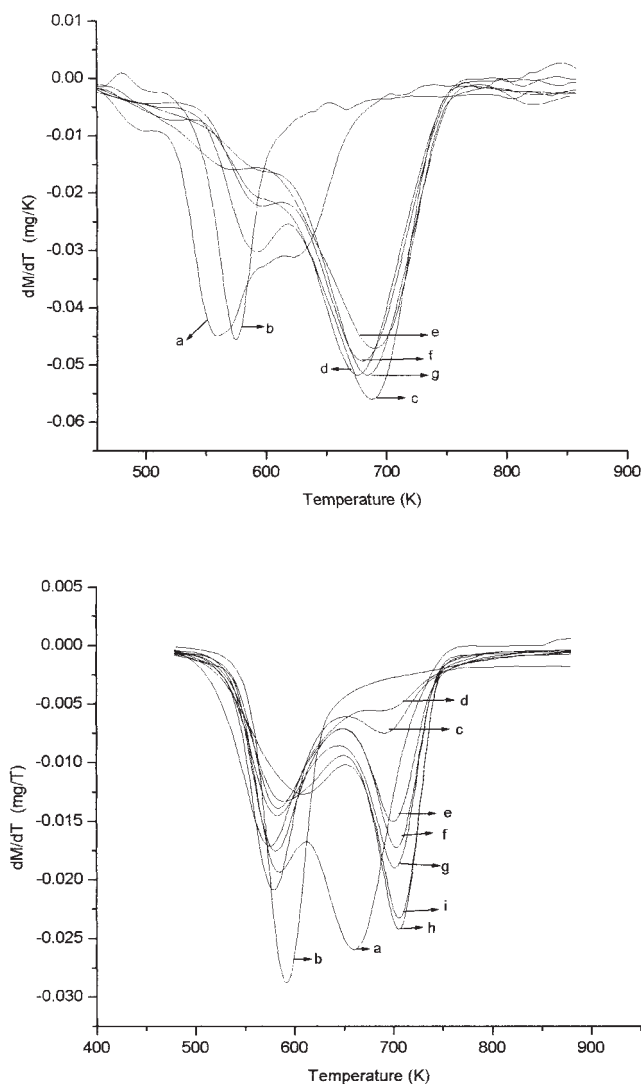 0.01
0.00
-0.01
-0.02
-0.03
-0.04
-0.05
-0.06
dM/dT (mg/K)
a
b
d
e
f
g
c
500 600 700 800 900
Temperature (K)
0.005
0.000
-0.005
-0.010
-0.015
-0.020
-0.025
-0.030
dM/dT (mg/T)
d
c
e
f
g
i
h
b
a
400 500 600 700 800 900
Temperature (K)